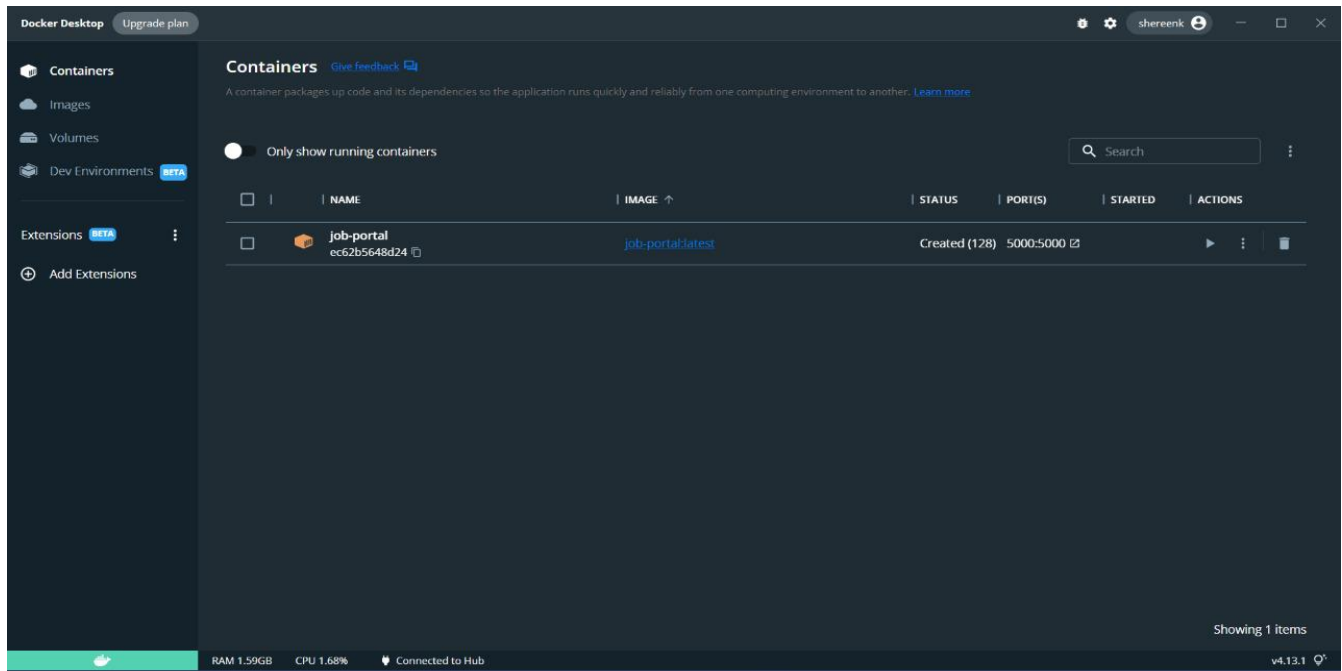 Docker Desktop Upgrade plan shereenk
Containers
Images
Volumes
Dev Environments BETA
Extensions BETA
Add Extensions
Containers Give feedback
A container packages up code and its dependencies so the application runs quickly and reliably from one computing environment to another. Learn more
Only show running containers Search
NAME IMAGE ↑ STATUS PORT(S) STARTED ACTIONS
job-portal job-portal:latest Created (128) 5000:5000
ec62b5648d24
Showing 1 items
RAM 1.59GB CPU 1.68% Connected to Hub v4.13.1